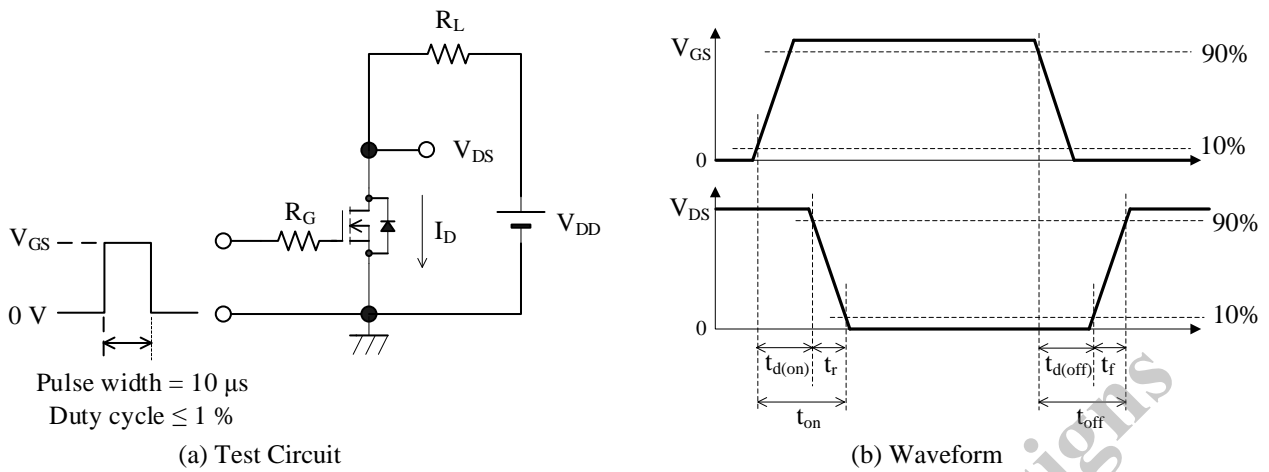 R_L
V_DS
R_G
I_D
V_DD
V_GS
0 V
Pulse width = 10 μs
Duty cycle ≤ 1 %
(a) Test Circuit
V_GS
90%
10%
0
V_DS
90%
10%
0
t_d(on) t_r t_d(off) t_f
t_on t_off
(b) Waveform